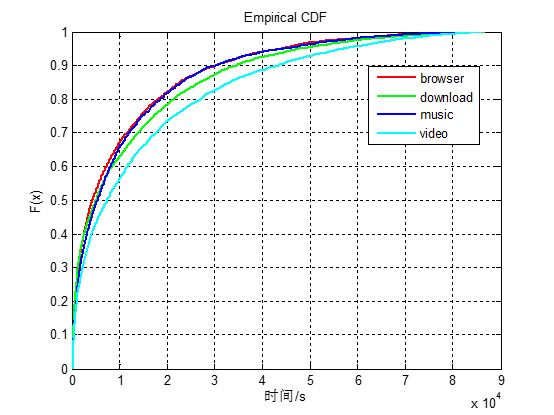 Empirical CDF
1
0.9
0.8
0.7
0.6
0.5
0.4
0.3
0.2
0.1
0
F(x)
browser
download
music
video
0 1 2 3 4 5 6 7 8 9
时间/s
x 10^4